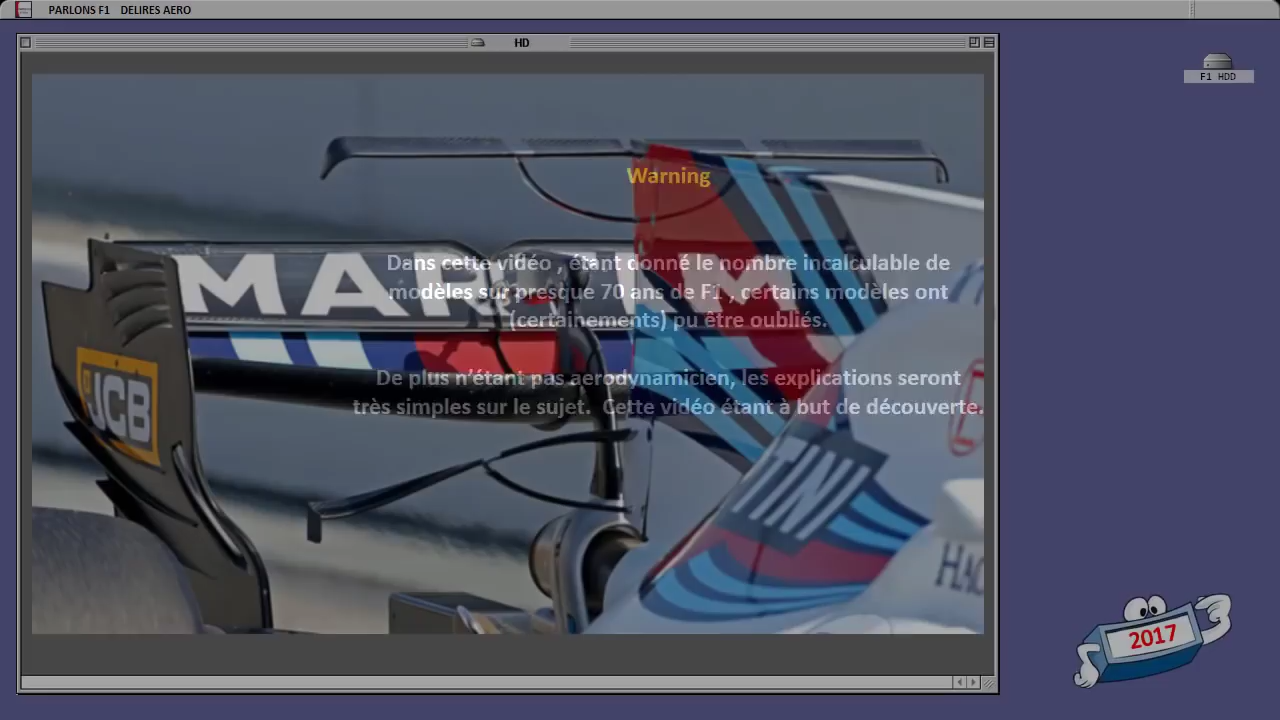 PARLONS F1 DELIRES AERO
HD
F1 HDD
Warning
Dans cette vidéo , étant donné le nombre incalculable de
modèles sur presque 70 ans de F1 , certains modèles ont
(certainements) pu être oubliés.
De plus n'étant pas aerodynamicien, les explications seront
très simples sur le sujet. Cette vidéo étant à but de découverte.
JCB
TINI
2017